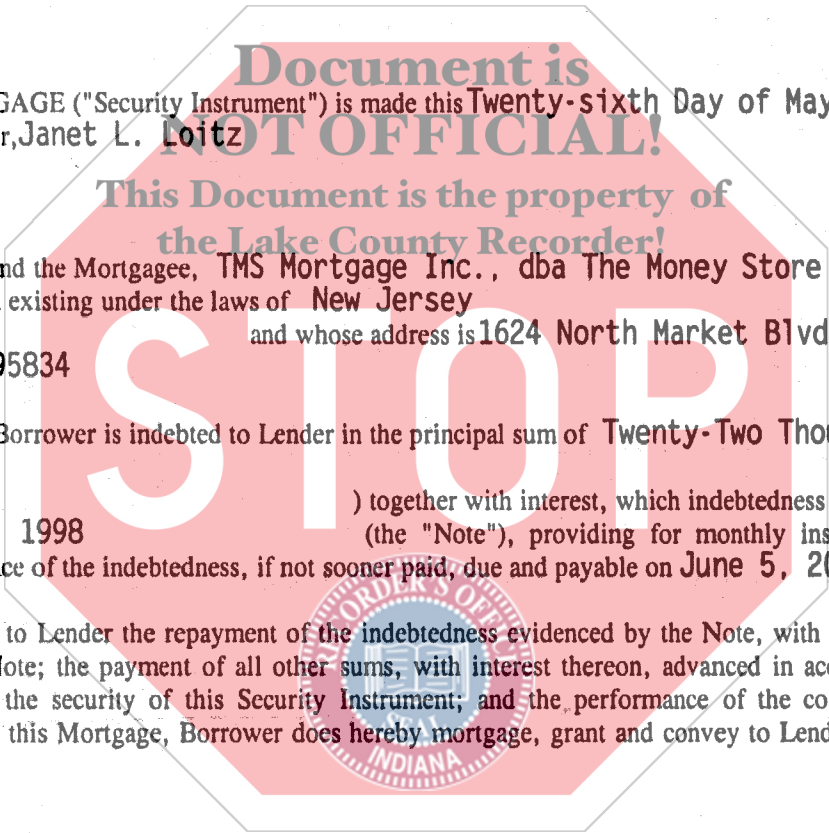 Document is
GAGE ("Security Instrument") is made this Twenty-sixth Day of May
r, Janet L. Loitz
NOT OFFICIAL!
This Document is the property of
the Lake County Recorder!
nd the Mortgagee, TMS Mortgage Inc., dba The Money Store
existing under the laws of New Jersey
and whose address is 1624 North Market Blvd
95834
STOP
Borrower is indebted to Lender in the principal sum of Twenty-Two Thou
) together with interest, which indebtedness
1998 (the "Note"), providing for monthly ins
ce of the indebtedness, if not sooner paid, due and payable on June 5, 20
to Lender the repayment of the indebtedness evidenced by the Note, with
Note; the payment of all other sums, with interest thereon, advanced in acc
the security of this Security Instrument; and the performance of the co
this Mortgage, Borrower does hereby mortgage, grant and convey to Lend
RECORDER'S OFFICE
SEAL
INDIANA